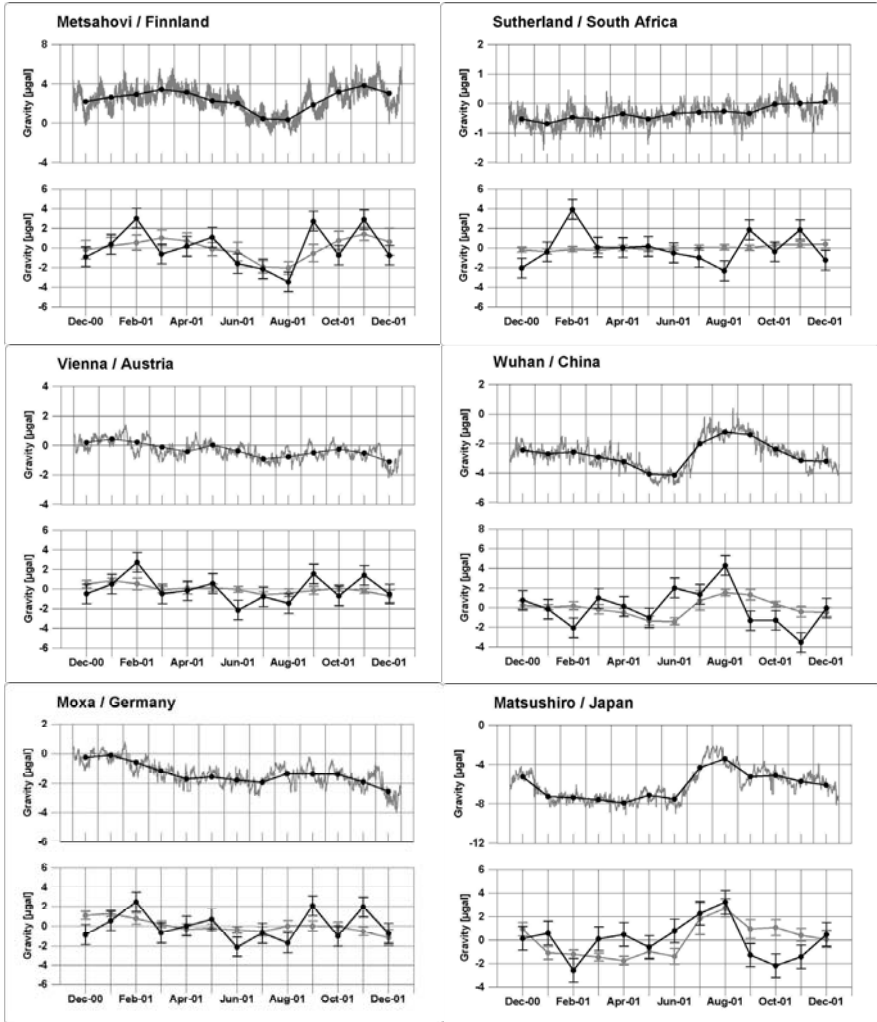 Metsahovi / Finnland
8
4
0
-4
Gravity [µgal]
6
4
2
0
-2
-4
-6
Gravity [µgal]
Dec-00 Feb-01 Apr-01 Jun-01 Aug-01 Oct-01 Dec-01
Sutherland / South Africa
2
1
0
-1
-2
Gravity [µgal]
6
4
2
0
-2
-4
-6
Gravity [µgal]
Dec-00 Feb-01 Apr-01 Jun-01 Aug-01 Oct-01 Dec-01
Vienna / Austria
4
2
0
-2
-4
Gravity [µgal]
6
4
2
0
-2
-4
-6
Gravity [µgal]
Dec-00 Feb-01 Apr-01 Jun-01 Aug-01 Oct-01 Dec-01
Wuhan / China
2
0
-2
-4
-6
Gravity [µgal]
8
6
4
2
0
-2
-4
Gravity [µgal]
Dec-00 Feb-01 Apr-01 Jun-01 Aug-01 Oct-01 Dec-01
Moxa / Germany
2
0
-2
-4
-6
Gravity [µgal]
6
4
2
0
-2
-4
-6
Gravity [µgal]
Dec-00 Feb-01 Apr-01 Jun-01 Aug-01 Oct-01 Dec-01
Matsushiro / Japan
0
-4
-8
-12
Gravity [µgal]
6
4
2
0
-2
-4
Gravity [µgal]
Dec-00 Feb-01 Apr-01 Jun-01 Aug-01 Oct-01 Dec-01